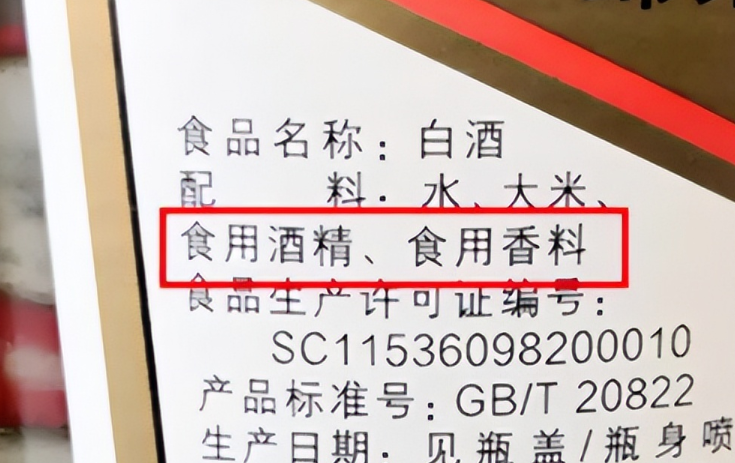 食品名称：白酒
配 料：水、大米、
食用酒精、食用香料
食品生产许可证编号：
SC11536098200010
产品标准号：GB/T 20822
生产日期：见瓶盖/瓶身喷